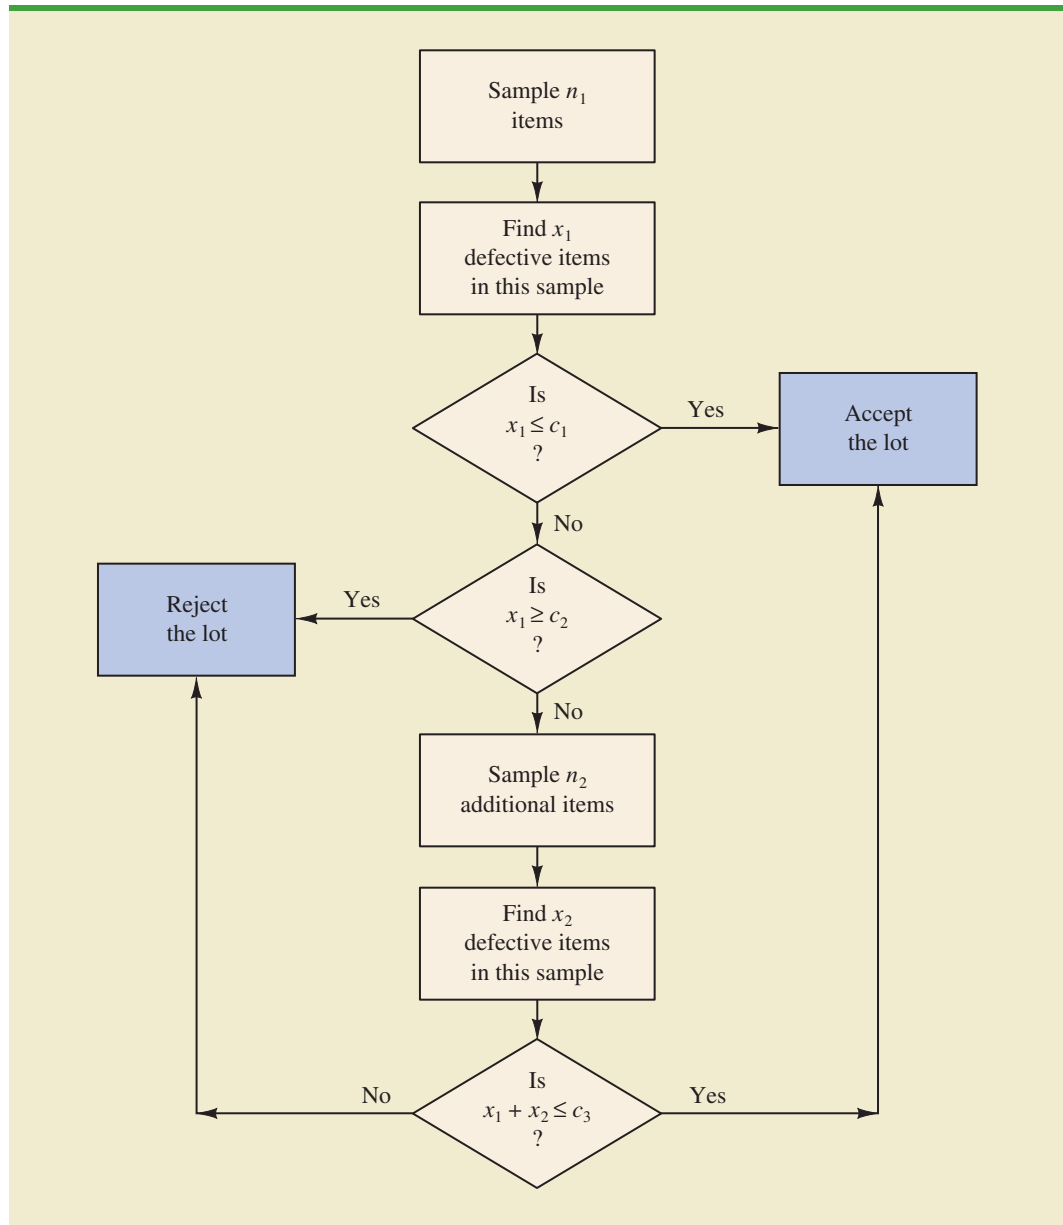 Sample n₁
items
Find x₁
defective items
in this sample
Is
x₁ ≤ c₁
?
Yes
Accept
the lot
No
Is
x₁ ≥ c₂
?
Yes
Reject
the lot
No
Sample n₂
additional items
Find x₂
defective items
in this sample
Is
x₁ + x₂ ≤ c₃
?
No
Yes